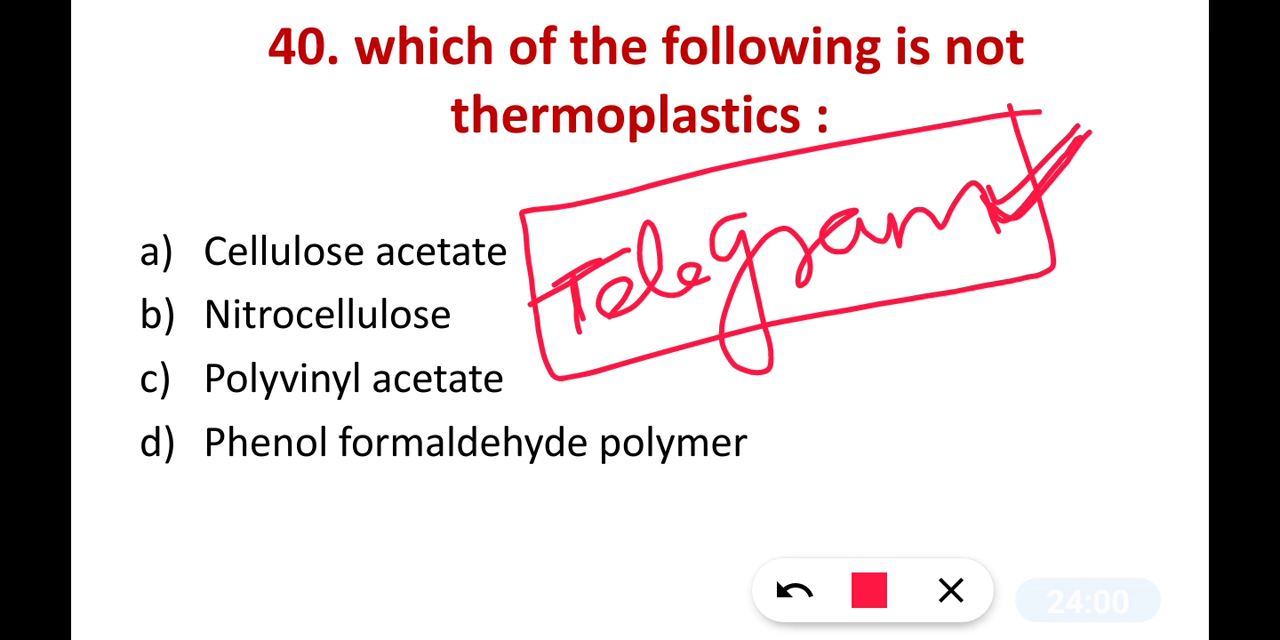 40. which of the following is not
thermoplastics :
Telegram
a) Cellulose acetate
b) Nitrocellulose
c) Polyvinyl acetate
d) Phenol formaldehyde polymer
24:00